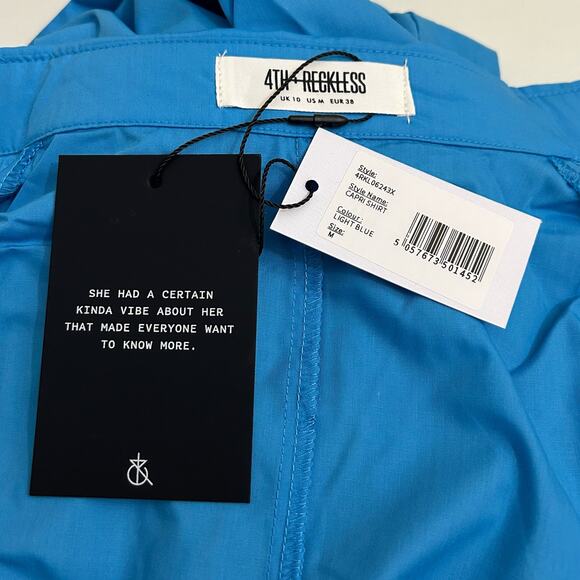 4TH+ RECKLESS
UK 10 US M EUR 38
Style:
4RKL06243X
Style Name:
CAPRI SHIRT
Colour:
LIGHT BLUE
Size:
M
5 057673 501452
SHE HAD A CERTAIN
KINDA VIBE ABOUT HER
THAT MADE EVERYONE WANT
TO KNOW MORE.